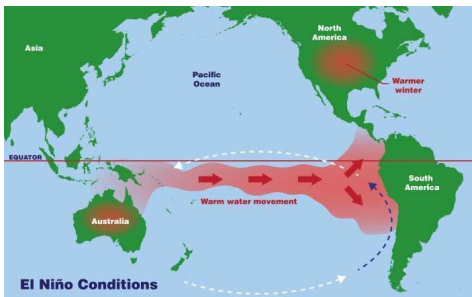 North
America
Asia
Pacific
Ocean
Warmer
winter
EQUATOR
South
America
Warm water movement
Australia
El Niño Conditions